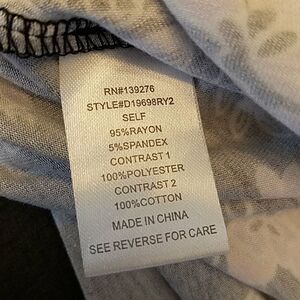 RN#139276
STYLE#D19698RY2
SELF
95%RAYON
5%SPANDEX
CONTRAST 1
100%POLYESTER
CONTRAST 2
100%COTTON
MADE IN CHINA
SEE REVERSE FOR CARE